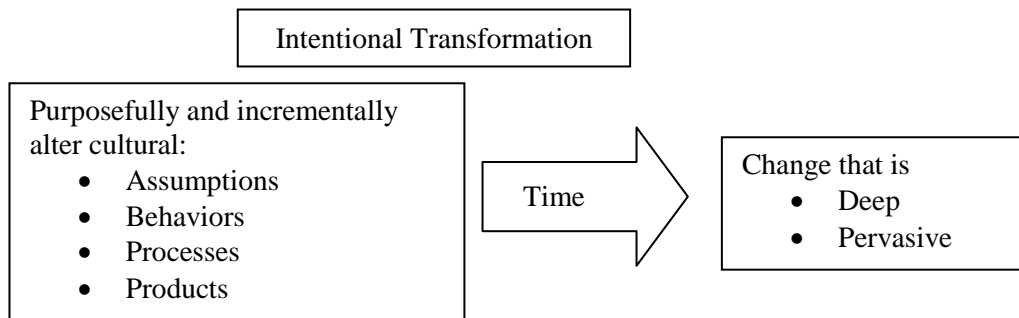 Intentional Transformation
Purposefully and incrementally
alter cultural:
• Assumptions
• Behaviors
• Processes
• Products
Time
Change that is
• Deep
• Pervasive